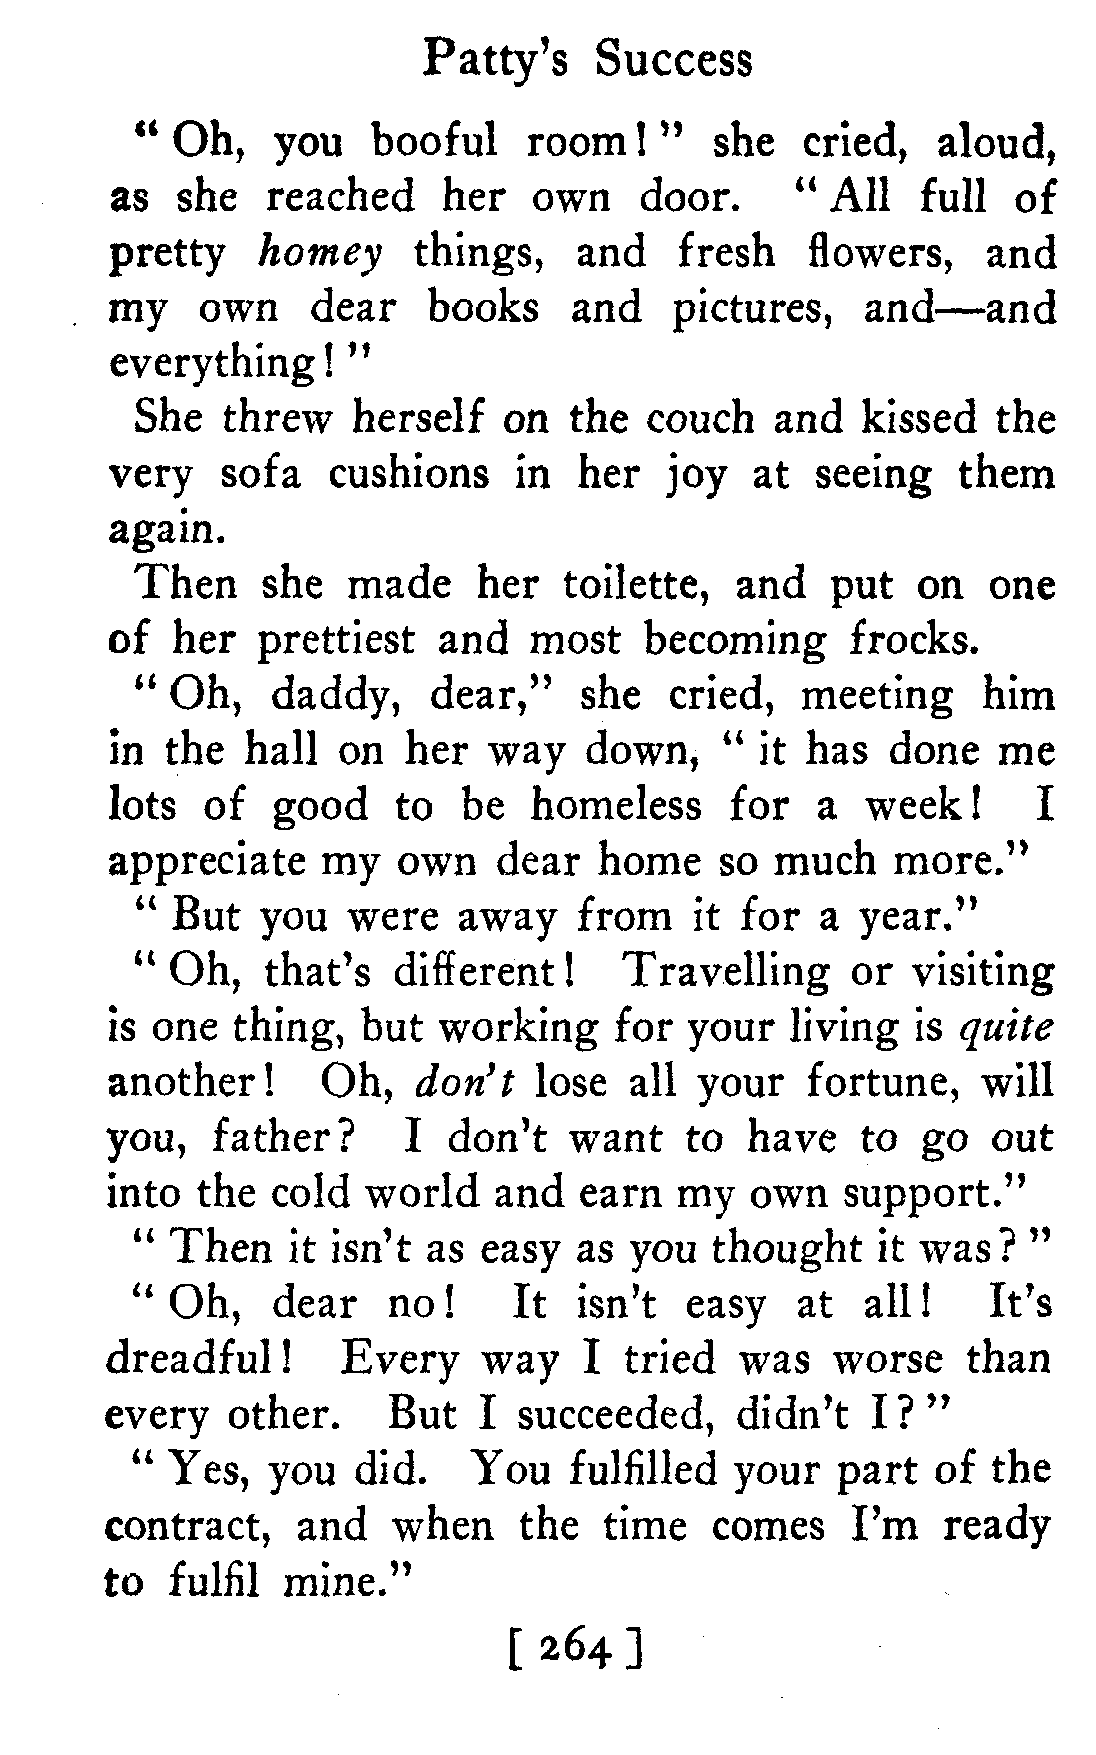 Patty's Success
" Oh, you booful room! " she cried, aloud,
as she reached her own door. " All full of
pretty homey things, and fresh flowers, and
my own dear books and pictures, and—and
everything! "
She threw herself on the couch and kissed the
very sofa cushions in her joy at seeing them
again.
Then she made her toilette, and put on one
of her prettiest and most becoming frocks.
" Oh, daddy, dear," she cried, meeting him
in the hall on her way down, " it has done me
lots of good to be homeless for a week! I
appreciate my own dear home so much more."
" But you were away from it for a year."
" Oh, that's different! Travelling or visiting
is one thing, but working for your living is quite
another! Oh, don't lose all your fortune, will
you, father? I don't want to have to go out
into the cold world and earn my own support."
" Then it isn't as easy as you thought it was? "
" Oh, dear no! It isn't easy at all! It's
dreadful! Every way I tried was worse than
every other. But I succeeded, didn't I? "
" Yes, you did. You fulfilled your part of the
contract, and when the time comes I'm ready
to fulfil mine."
[ 264 ]